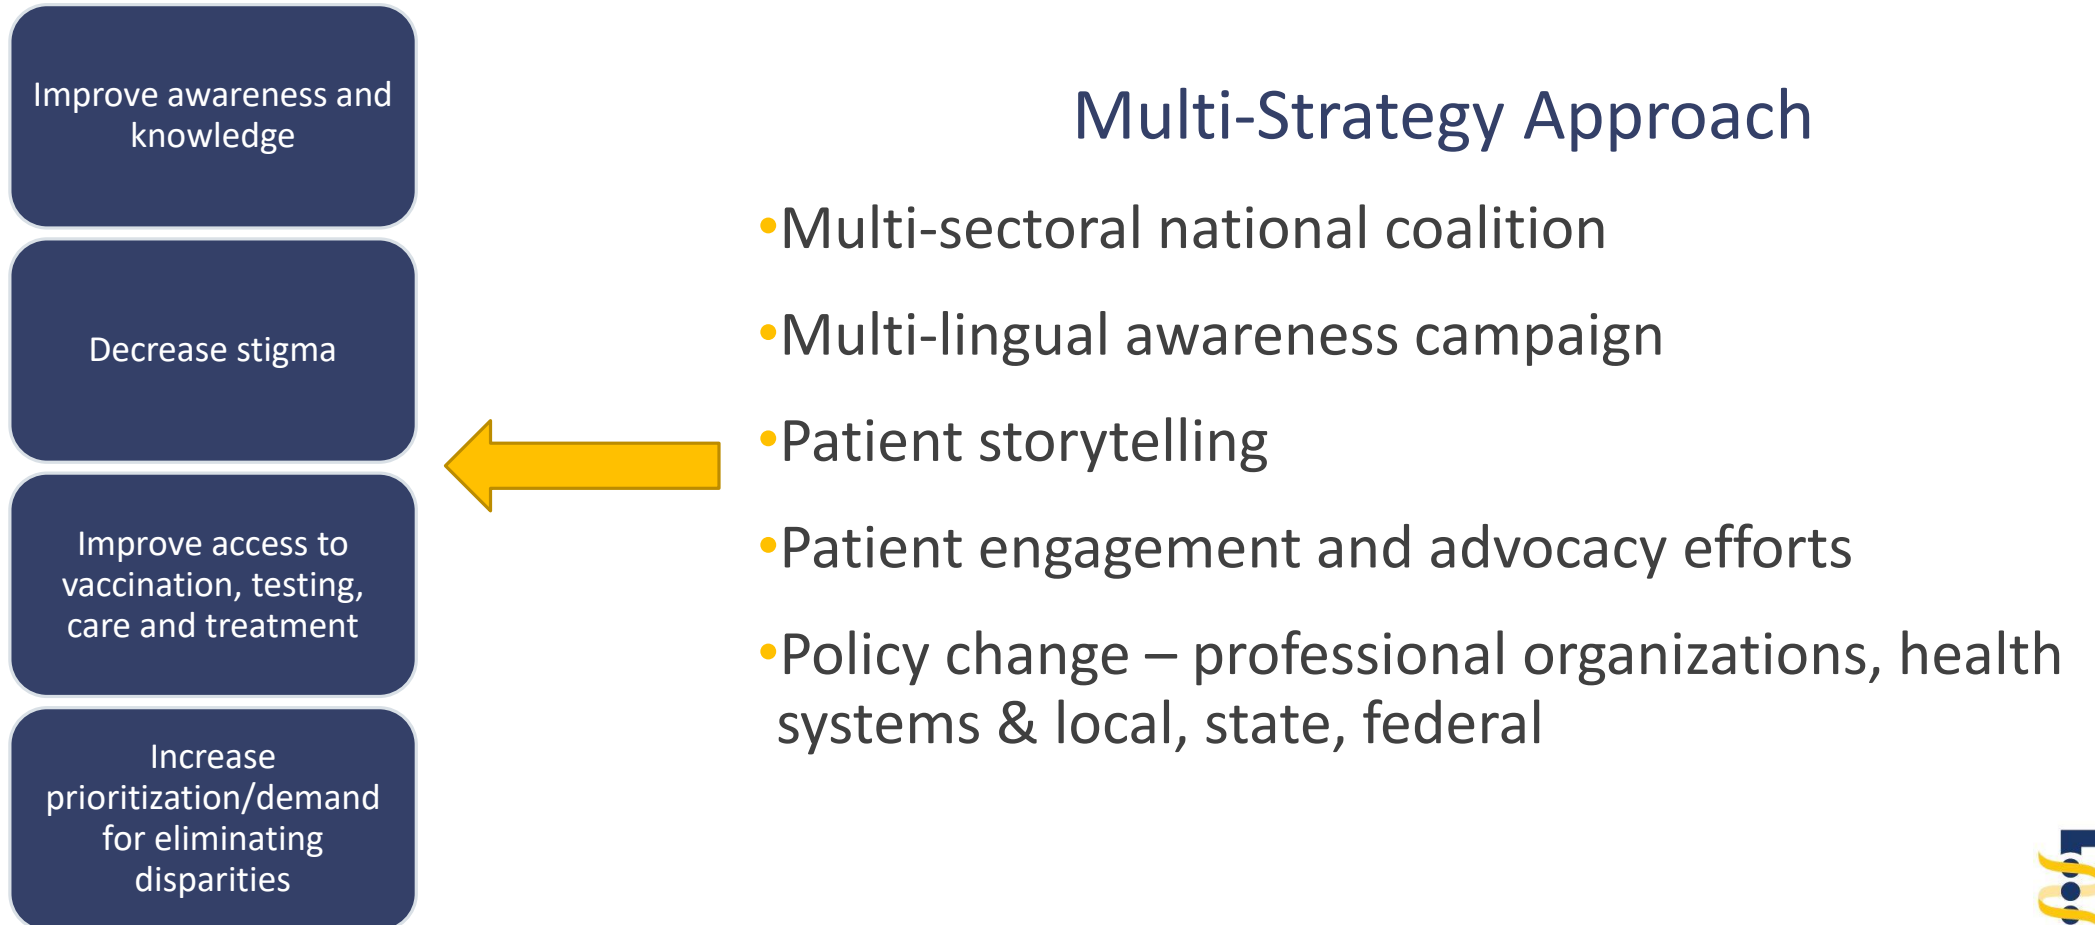 Improve awareness and
knowledge
Decrease stigma
Improve access to
vaccination, testing,
care and treatment
Increase
prioritization/demand
for eliminating
disparities
Multi-Strategy Approach
•Multi-sectoral national coalition
•Multi-lingual awareness campaign
•Patient storytelling
•Patient engagement and advocacy efforts
•Policy change – professional organizations, health
systems & local, state, federal